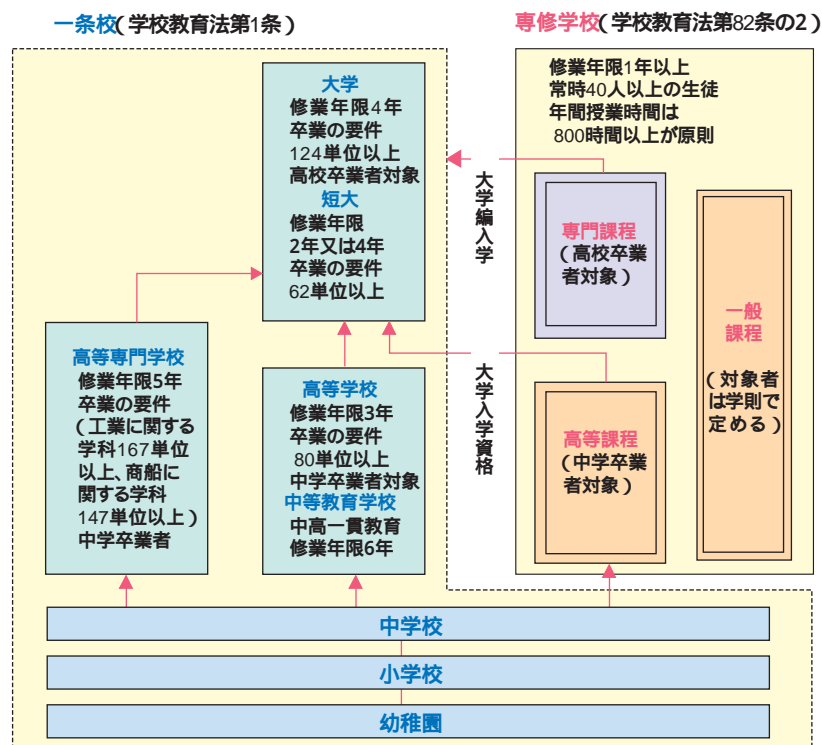 一条校（学校教育法第1条）
専修学校（学校教育法第82条の2）
大学
修業年限4年
卒業の要件
124単位以上
高校卒業者対象
短大
修業年限
2年又は4年
卒業の要件
62単位以上
修業年限1年以上
常時40人以上の生徒
年間授業時間は
800時間以上が原則
大学編入学
専門課程
（高校卒業
者対象）
一般
課程
（対象者
は学則で
定める）
高等専門学校
修業年限5年
卒業の要件
（工業に関する
学科167単位
以上、商船に
関する学科
147単位以上）
中学卒業者
高等学校
修業年限3年
卒業の要件
80単位以上
中学卒業者対象
中等教育学校
中高一貫教育
修業年限6年
大学入学資格
高等課程
（中学卒業
者対象）
中学校
小学校
幼稚園